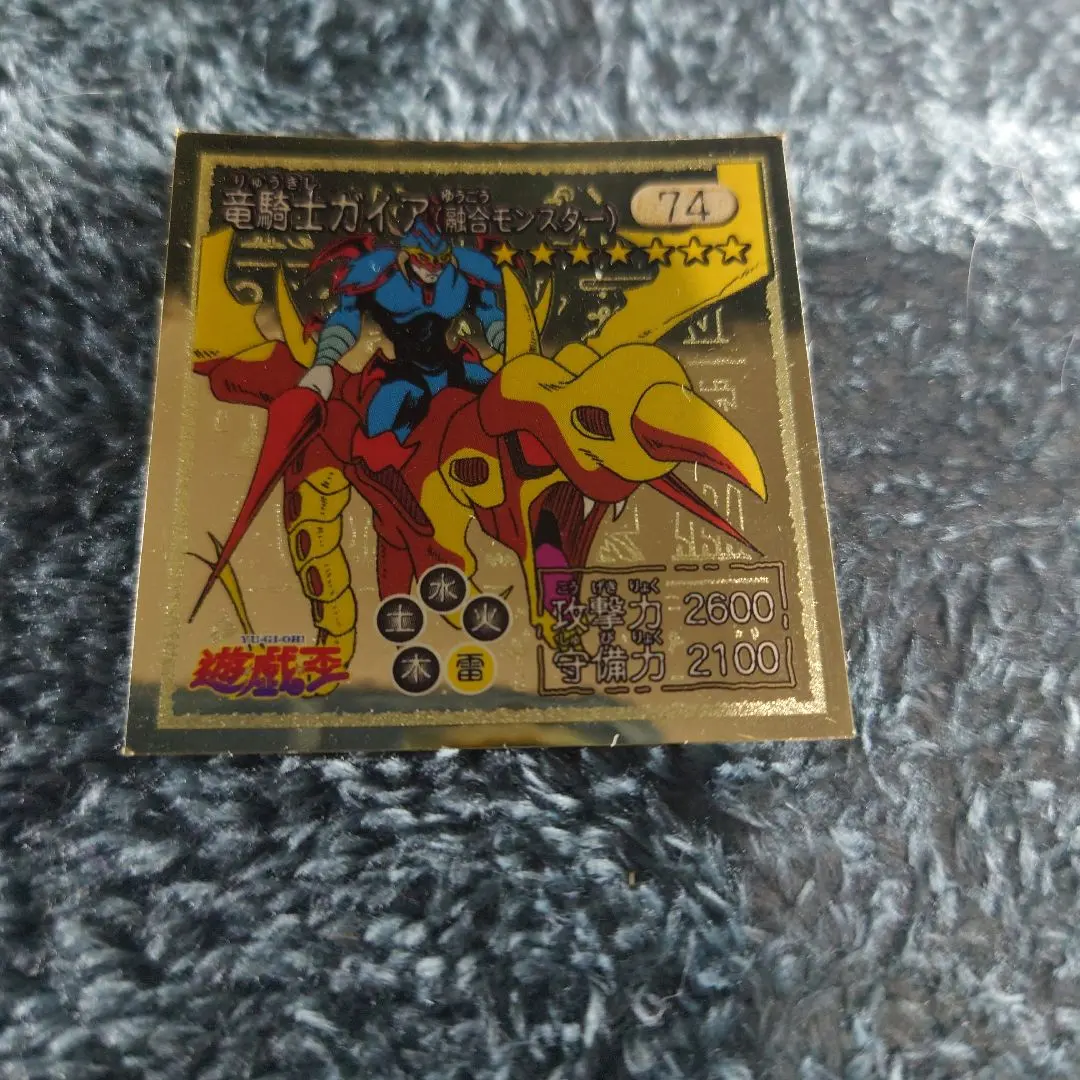 りゅうきし ゆうごう
竜騎士ガイア(融合モンスター) 74
水
土 火
木 雷
YU-GI-OH!
遊戯王
こう げき りょく
攻撃力 2600
しゅ び りょく
守備力 2100